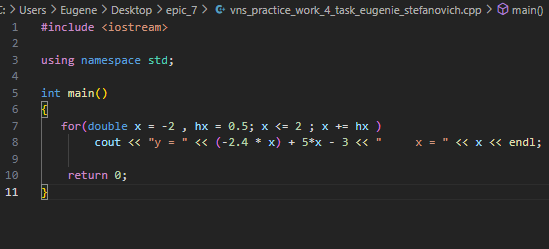 C: > Users > Eugene > Desktop > epic_7 > vns_practice_work_4_task_eugenie_stefanovich.cpp > main()
1 #include <iostream>
2
3 using namespace std;
4
5 int main()
6 {
7 for(double x = -2 , hx = 0.5; x <= 2 ; x += hx )
8 cout << "y = " << (-2.4 * x) + 5*x - 3 << "     x = " << x << endl;
9
10 return 0;
11 }